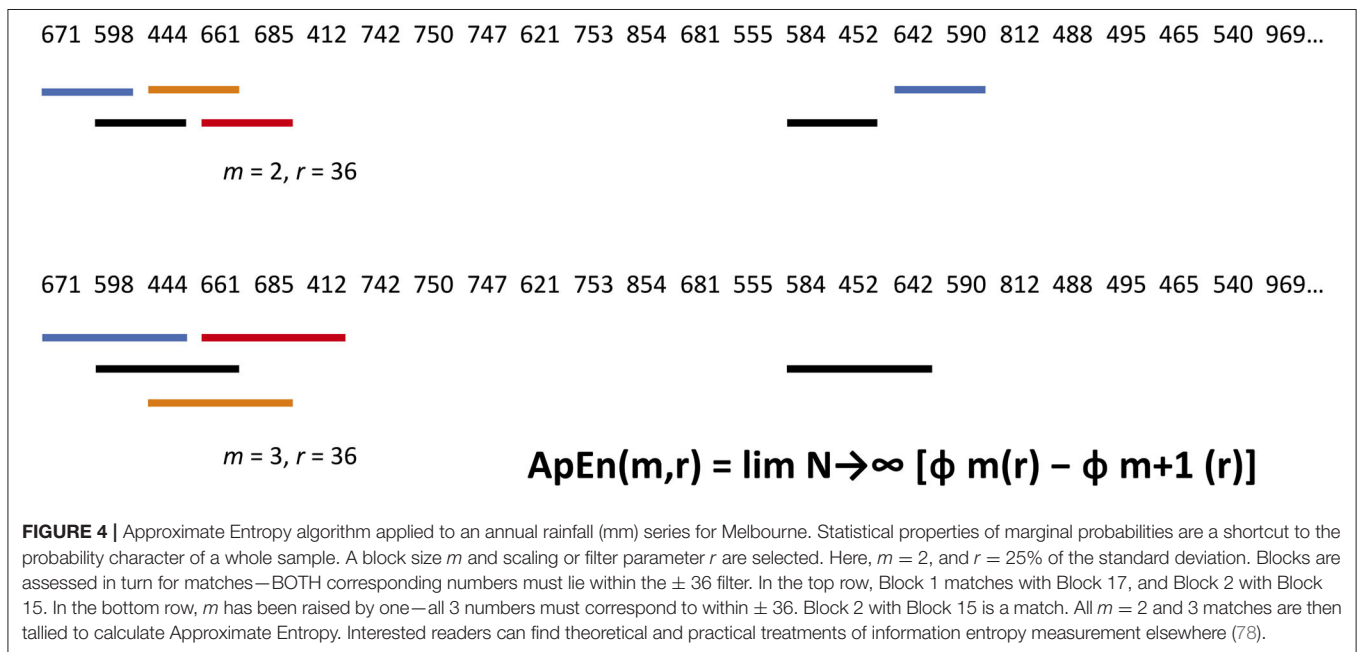 671 598 444 661 685 412 742 750 747 621 753 854 681 555 584 452 642 590 812 488 495 465 540 969...
m = 2, r = 36
671 598 444 661 685 412 742 750 747 621 753 854 681 555 584 452 642 590 812 488 495 465 540 969...
m = 3, r = 36
ApEn(m,r) = lim N→∞ [ϕ m(r) − ϕ m+1 (r)]
FIGURE 4 | Approximate Entropy algorithm applied to an annual rainfall (mm) series for Melbourne. Statistical properties of marginal probabilities are a shortcut to the
probability character of a whole sample. A block size m and scaling or filter parameter r are selected. Here, m = 2, and r = 25% of the standard deviation. Blocks are
assessed in turn for matches—BOTH corresponding numbers must lie within the ± 36 filter. In the top row, Block 1 matches with Block 17, and Block 2 with Block
15. In the bottom row, m has been raised by one—all 3 numbers must correspond to within ± 36. Block 2 with Block 15 is a match. All m = 2 and 3 matches are then
tallied to calculate Approximate Entropy. Interested readers can find theoretical and practical treatments of information entropy measurement elsewhere (78).